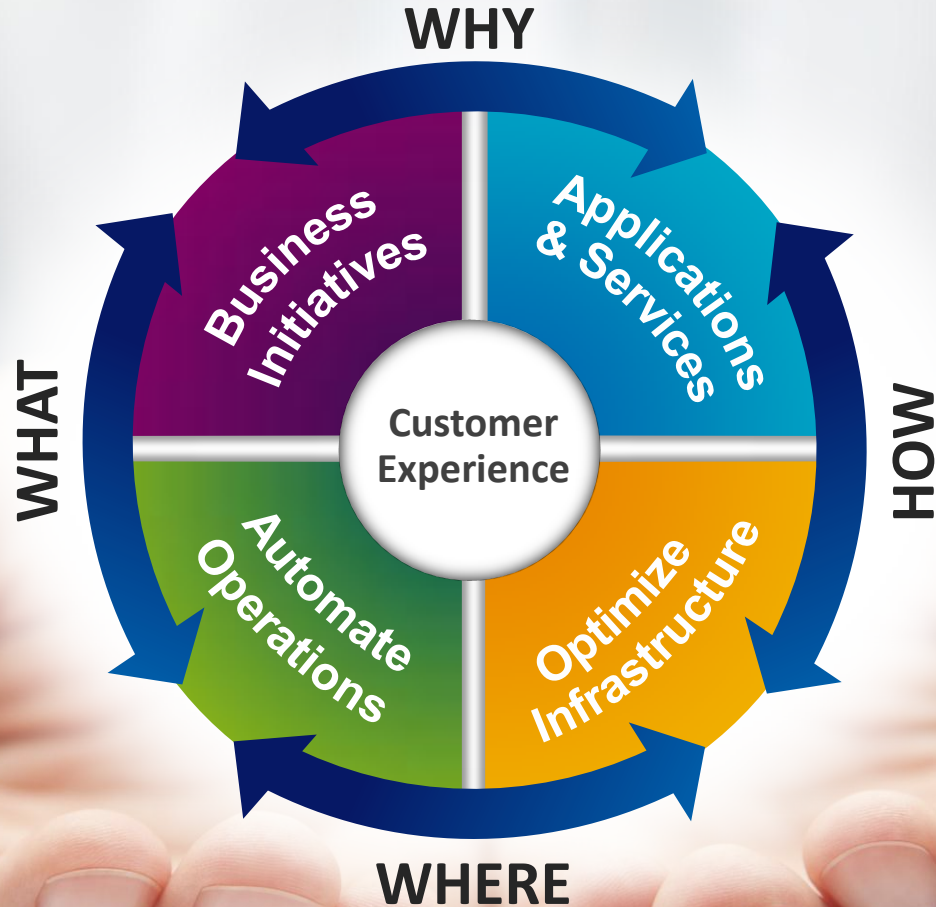 WHY
Business
Initiatives
Applications
& Services
WHAT
Customer
Experience
HOW
Automate
Operations
Optimize
Infrastructure
WHERE